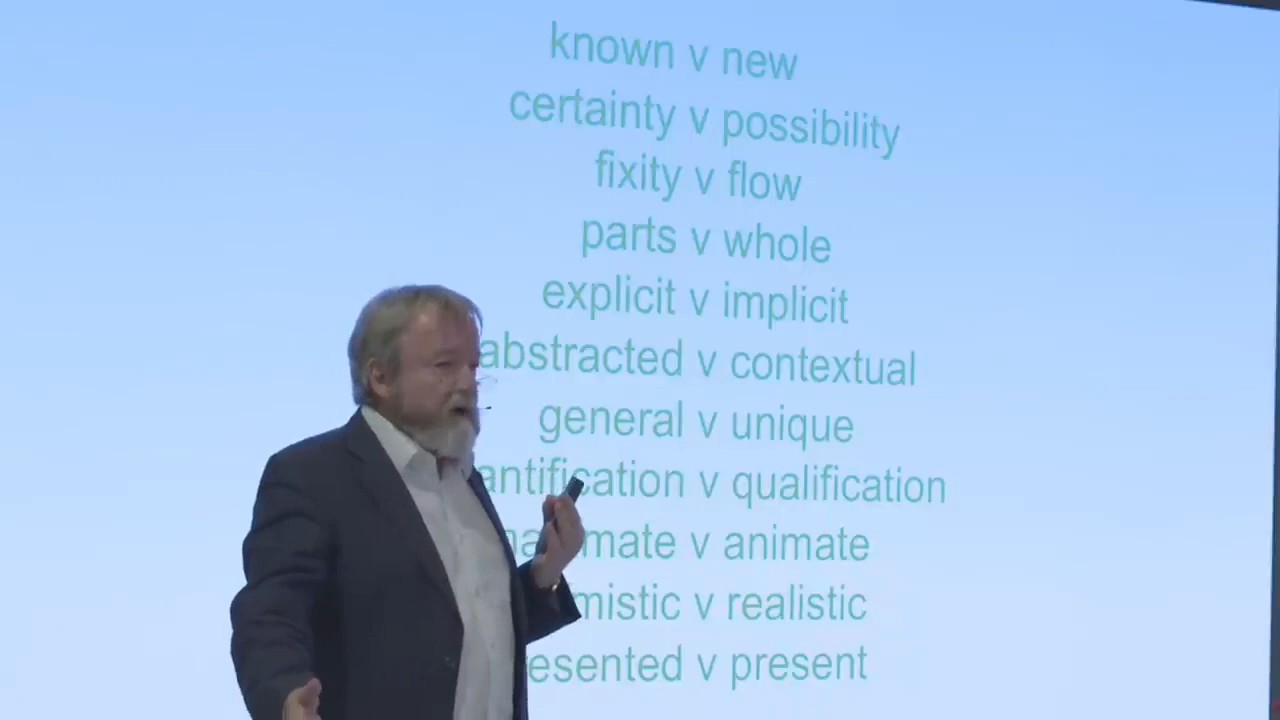 known v new
certainty v possibility
fixity v flow
parts v whole
explicit v implicit
abstracted v contextual
general v unique
v qualification
v animate
v realistic
v present